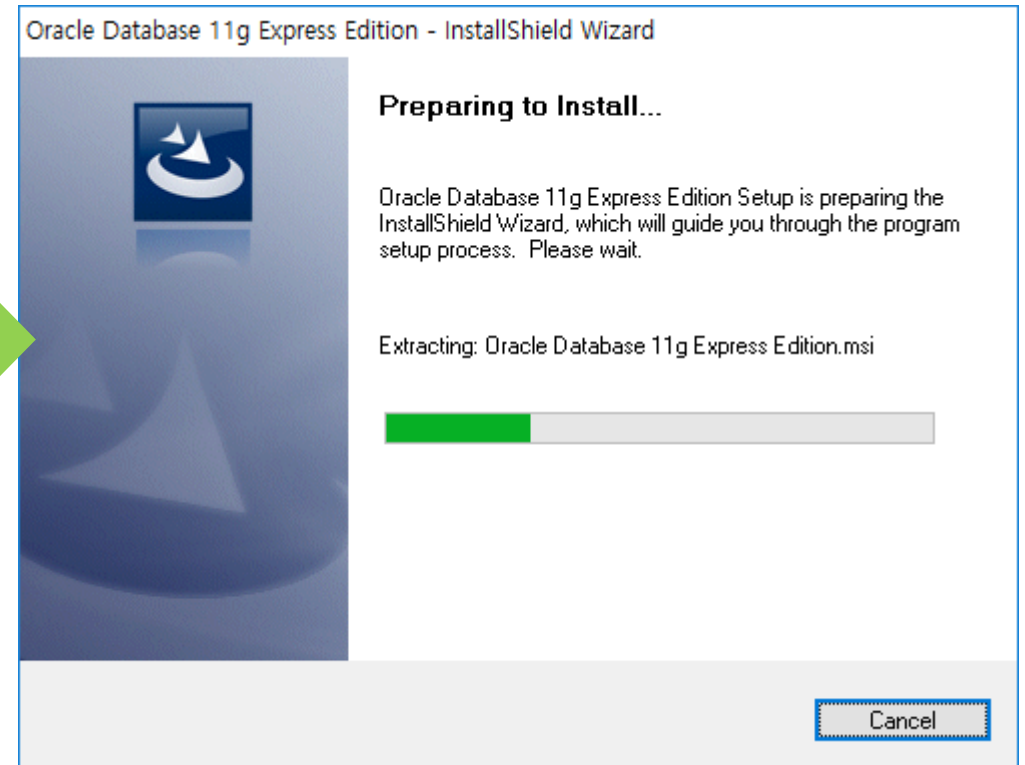 Oracle Database 11g Express Edition - InstallShield Wizard
Preparing to Install...
Oracle Database 11g Express Edition Setup is preparing the
InstallShield Wizard, which will guide you through the program
setup process.  Please wait.
Extracting: Oracle Database 11g Express Edition.msi
Cancel